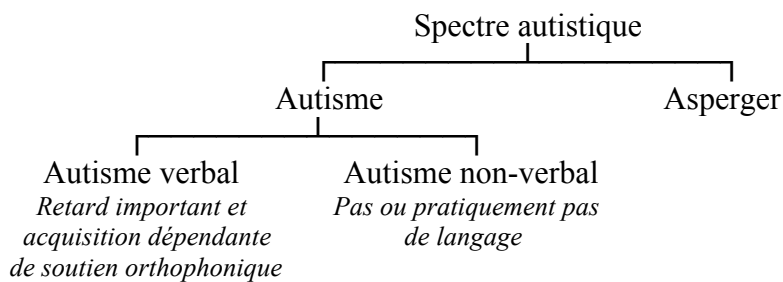 Spectre autistique
Autisme
Asperger
Autisme verbal
Retard important et
acquisition dépendante
de soutien orthophonique
Autisme non-verbal
Pas ou pratiquement pas
de langage